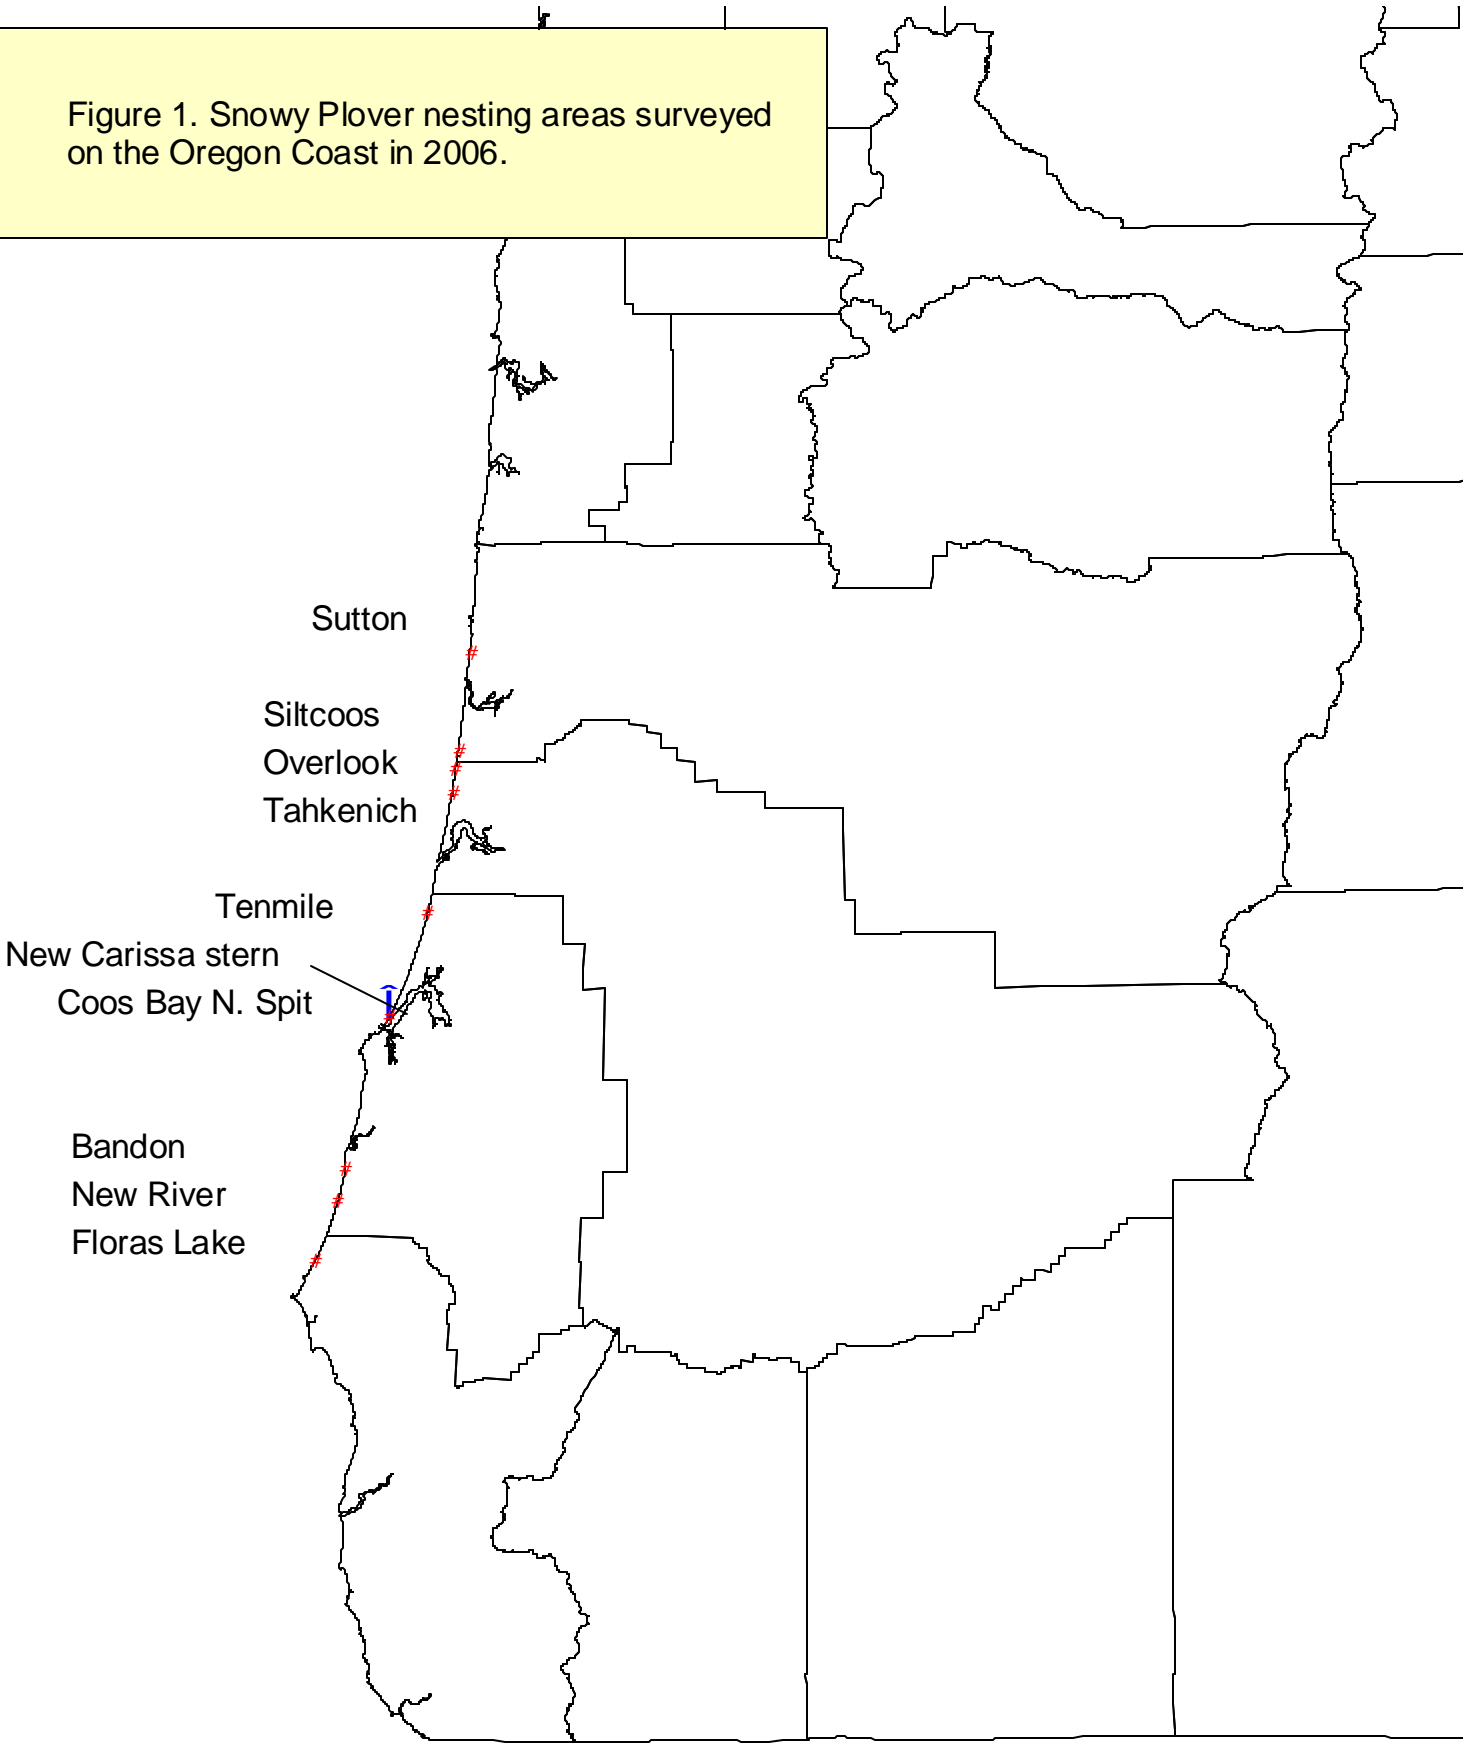 Figure 1. Snowy Plover nesting areas surveyed
on the Oregon Coast in 2006.
Sutton
Siltcoos
Overlook
Tahkenich
Tenmile
New Carissa stern
Coos Bay N. Spit
Bandon
New River
Floras Lake